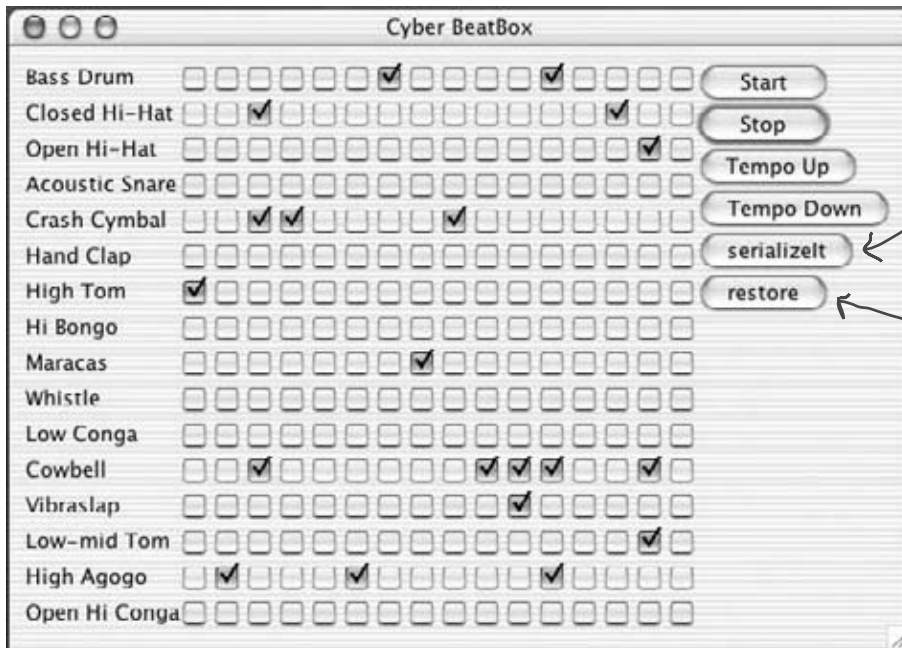 Cyber BeatBox
Bass Drum
Closed Hi-Hat
Open Hi-Hat
Acoustic Snare
Crash Cymbal
Hand Clap
High Tom
Hi Bongo
Maracas
Whistle
Low Conga
Cowbell
Vibraslap
Low-mid Tom
High Agogo
Open Hi Conga
Start
Stop
Tempo Up
Tempo Down
serializeIt
restore